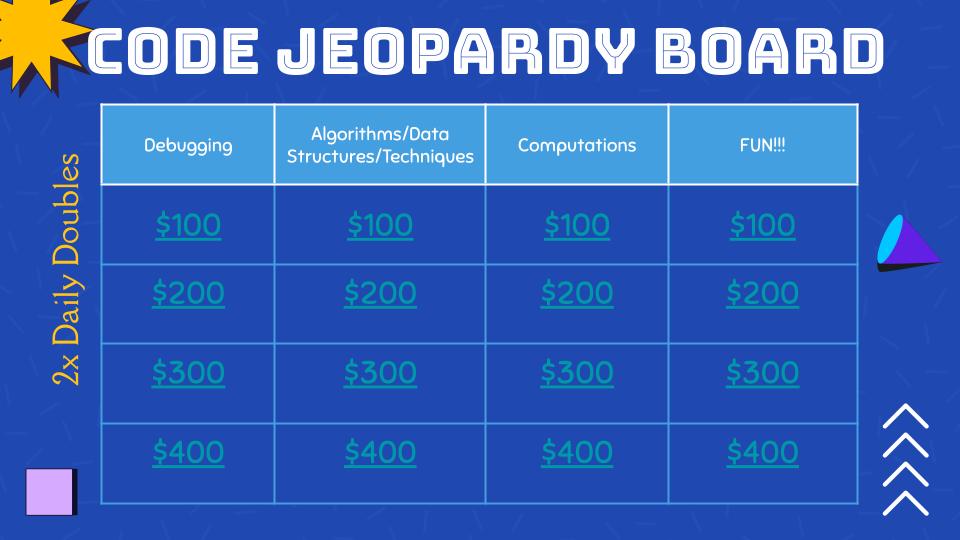 CODE JEOPARDY BOARD
2x Daily Doubles
Debugging
Algorithms/Data
Structures/Techniques
Computations
FUN!!!
$100 $100 $100 $100
$200 $200 $200 $200
$300 $300 $300 $300
$400 $400 $400 $400